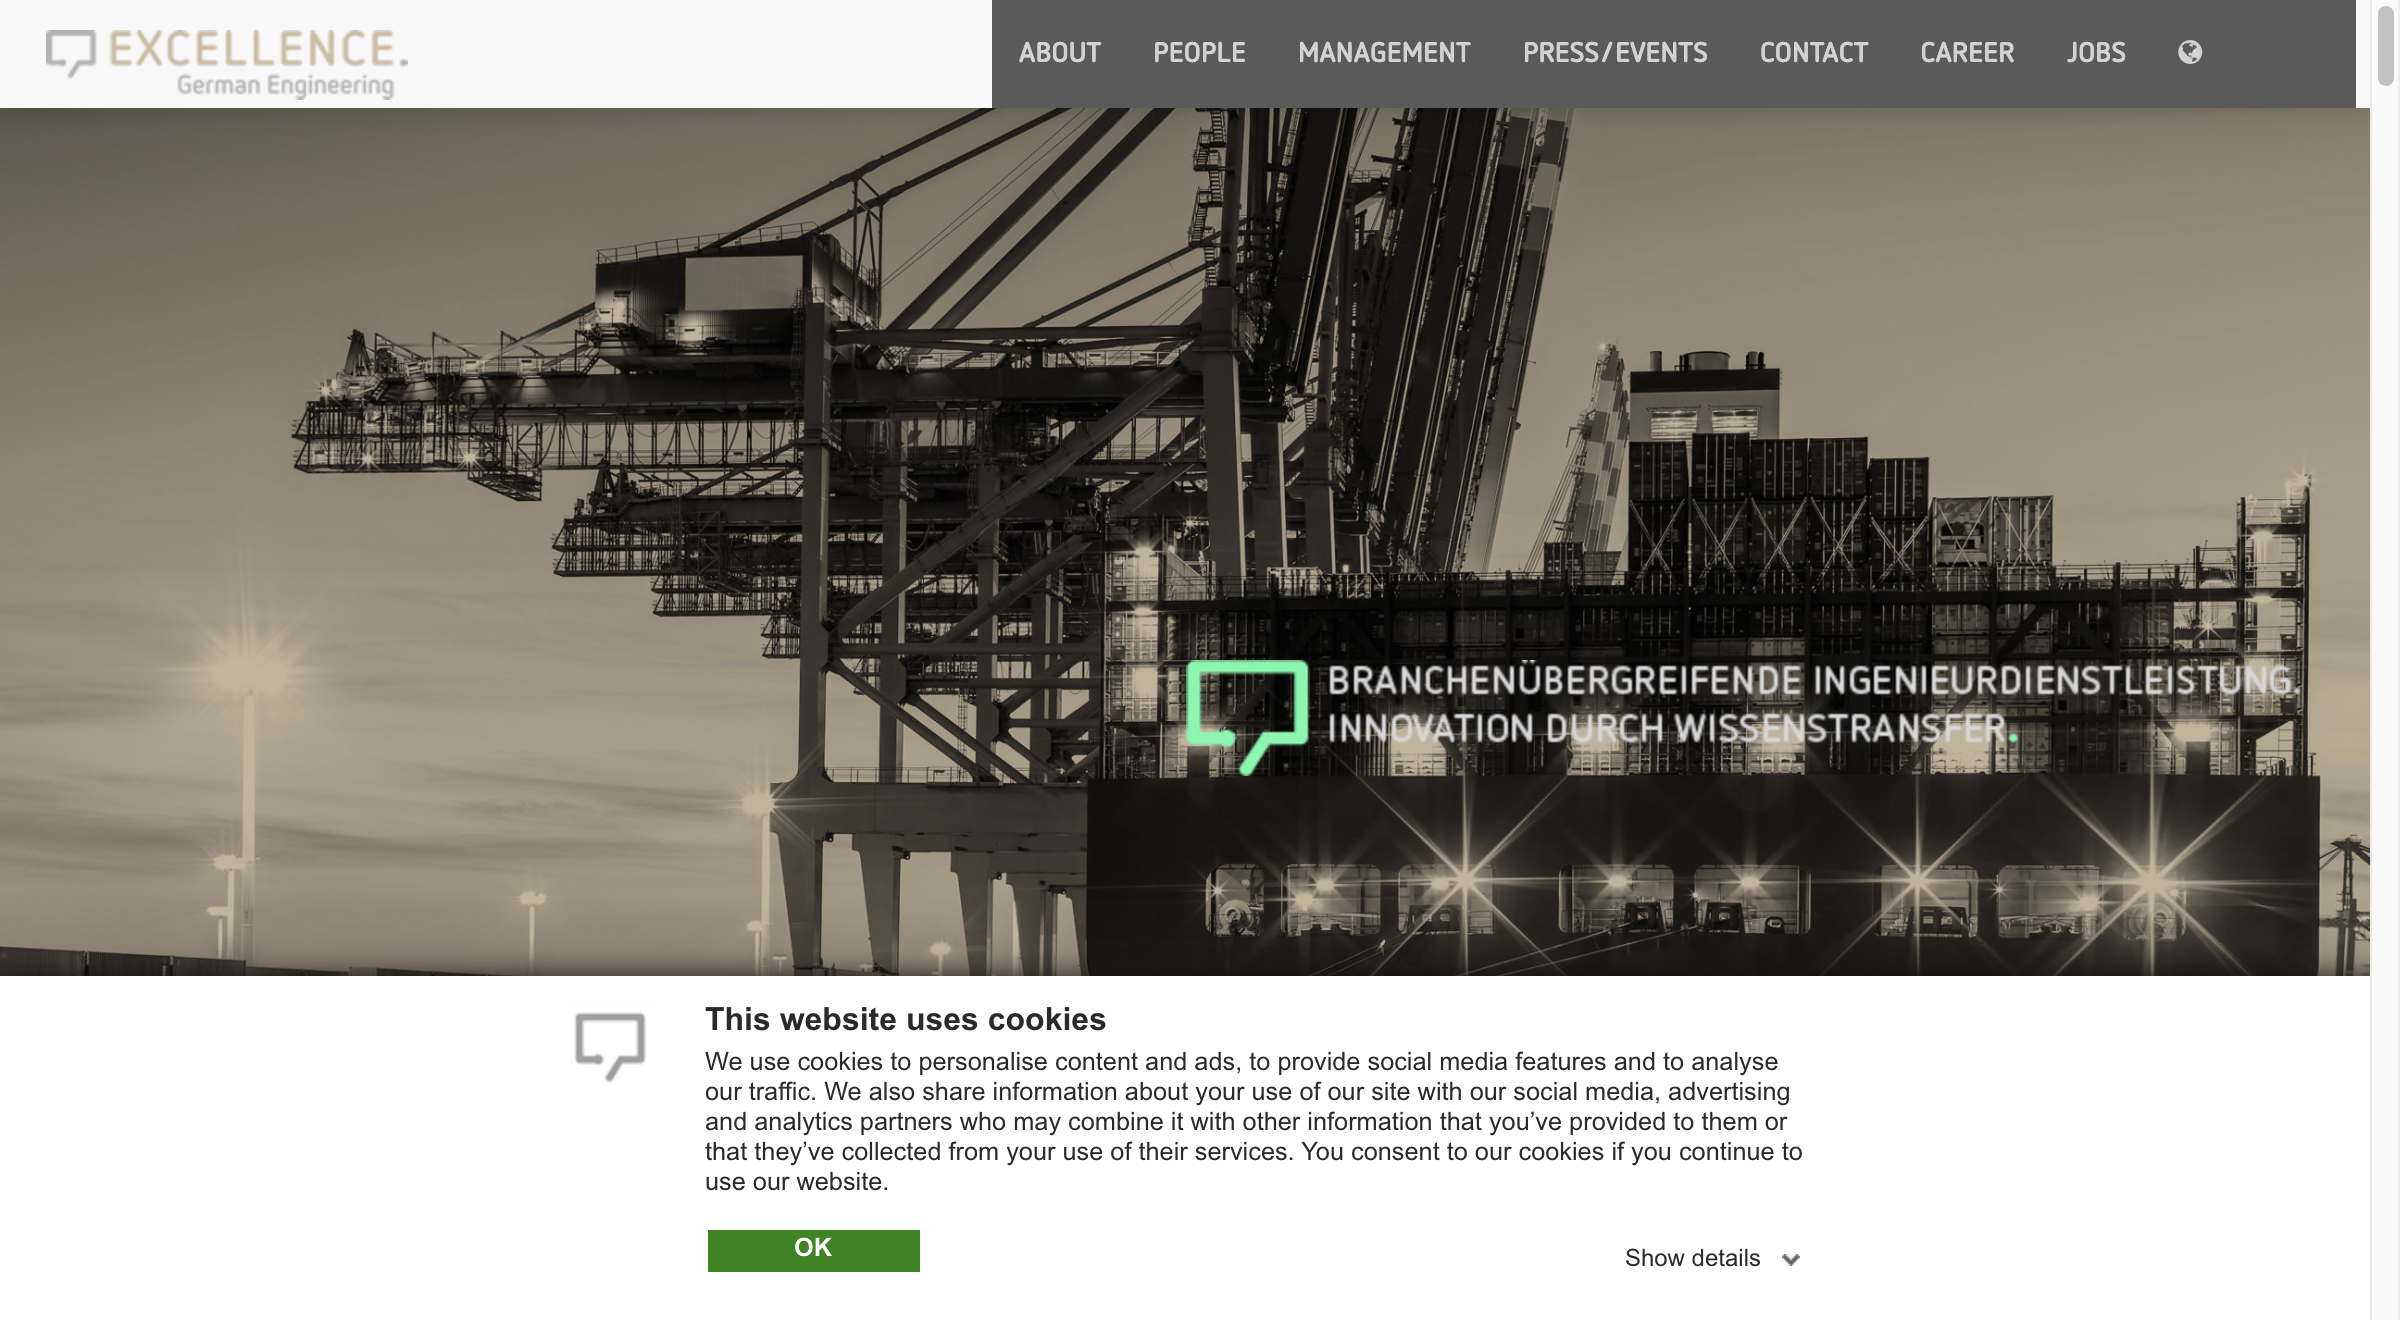 EXCELLENCE.
German Engineering
ABOUT PEOPLE MANAGEMENT PRESS/EVENTS CONTACT CAREER JOBS
BRANCHENÜBERGREIFENDE INGENIEURDIENSTLEISTUNG.
INNOVATION DURCH WISSENSTRANSFER.
This website uses cookies
We use cookies to personalise content and ads, to provide social media features and to analyse
our traffic. We also share information about your use of our site with our social media, advertising
and analytics partners who may combine it with other information that you’ve provided to them or
that they’ve collected from your use of their services. You consent to our cookies if you continue to
use our website.
OK
Show details